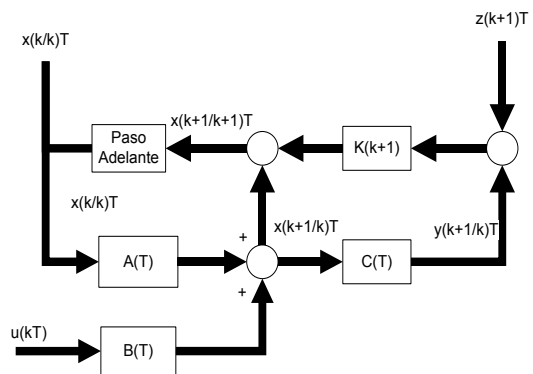 z(k+1)T
x(k/k)T
x(k+1/k+1)T
Paso
Adelante
K(k+1)
x(k/k)T
+
x(k+1/k)T
y(k+1/k)T
A(T)
C(T)
+
u(kT)
B(T)